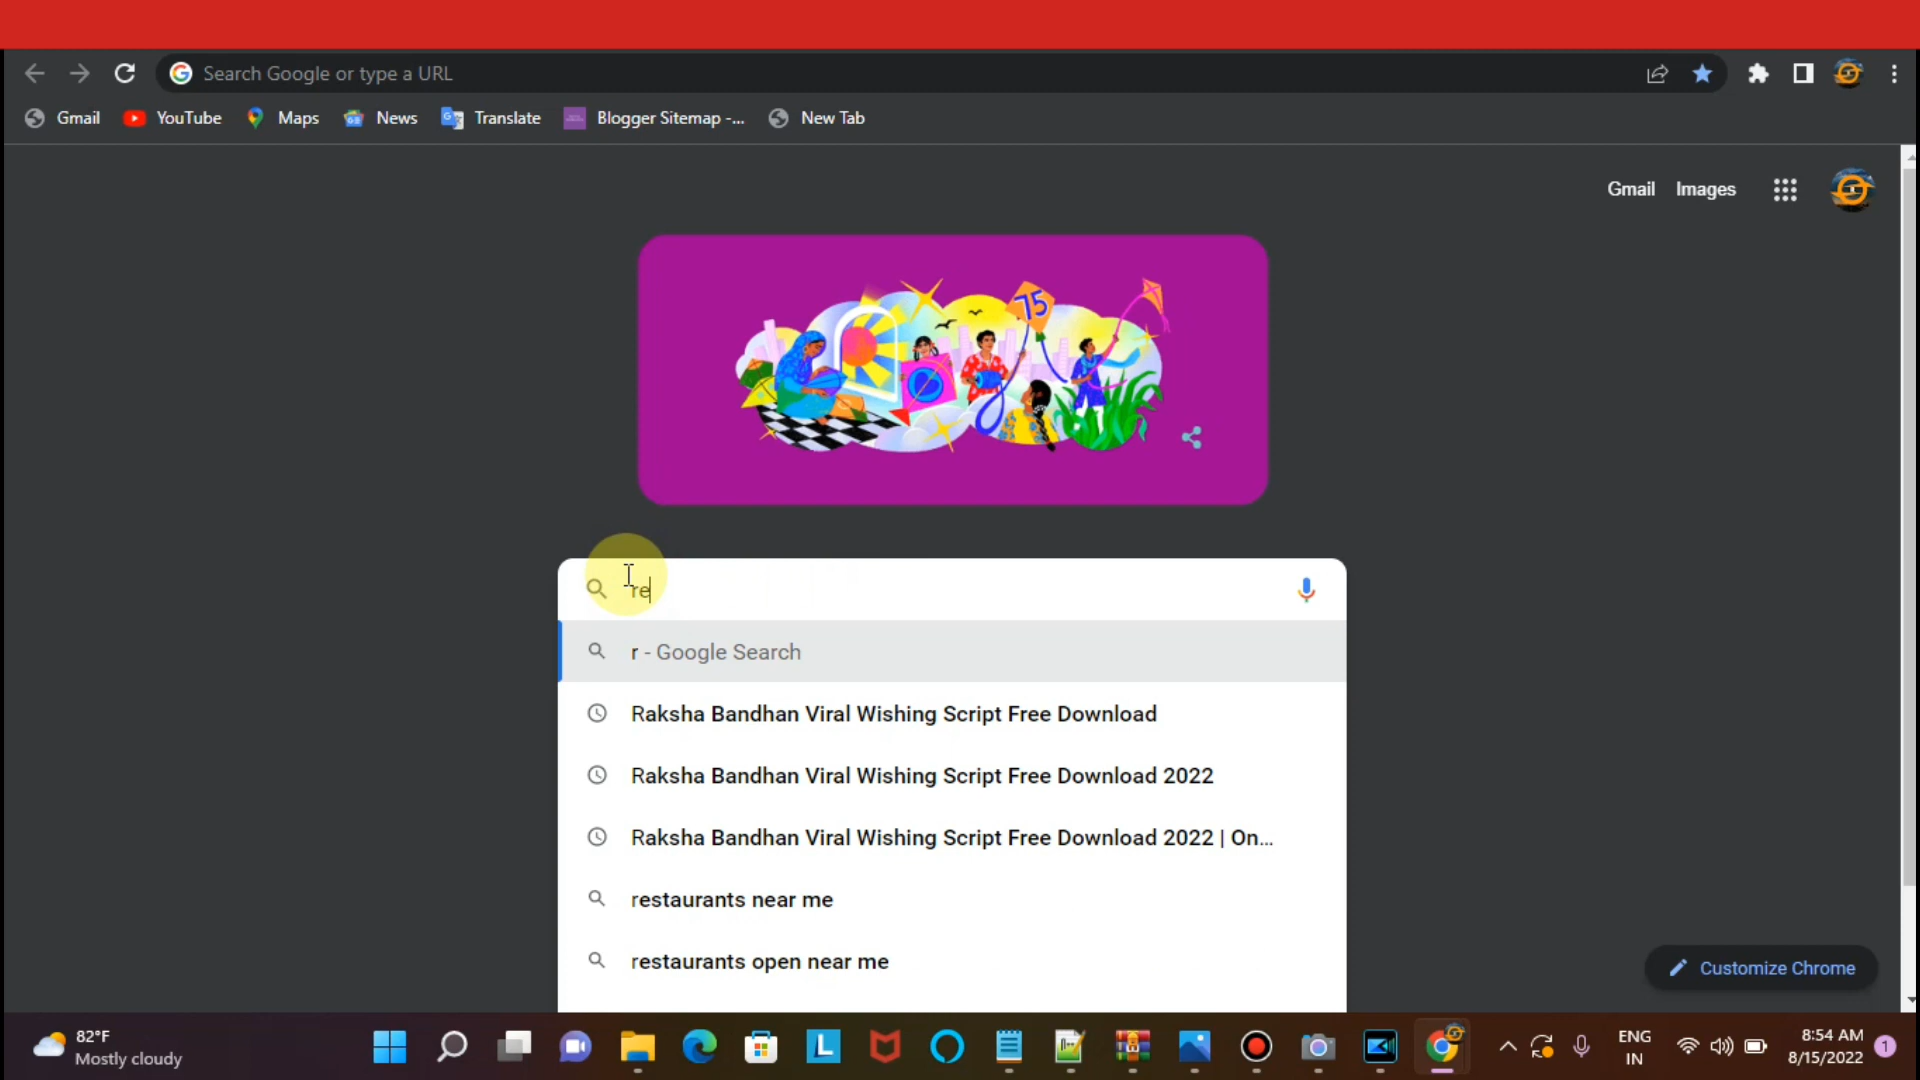 Search Google or type a URL
Gmail YouTube Maps News Translate Blogger Sitemap -... New Tab
Gmail Images
75
re
r - Google Search
Raksha Bandhan Viral Wishing Script Free Download
Raksha Bandhan Viral Wishing Script Free Download 2022
Raksha Bandhan Viral Wishing Script Free Download 2022 | On...
restaurants near me
restaurants open near me
Customize Chrome
82°F
Mostly cloudy
L
ENG
IN
8:54 AM
8/15/2022
1